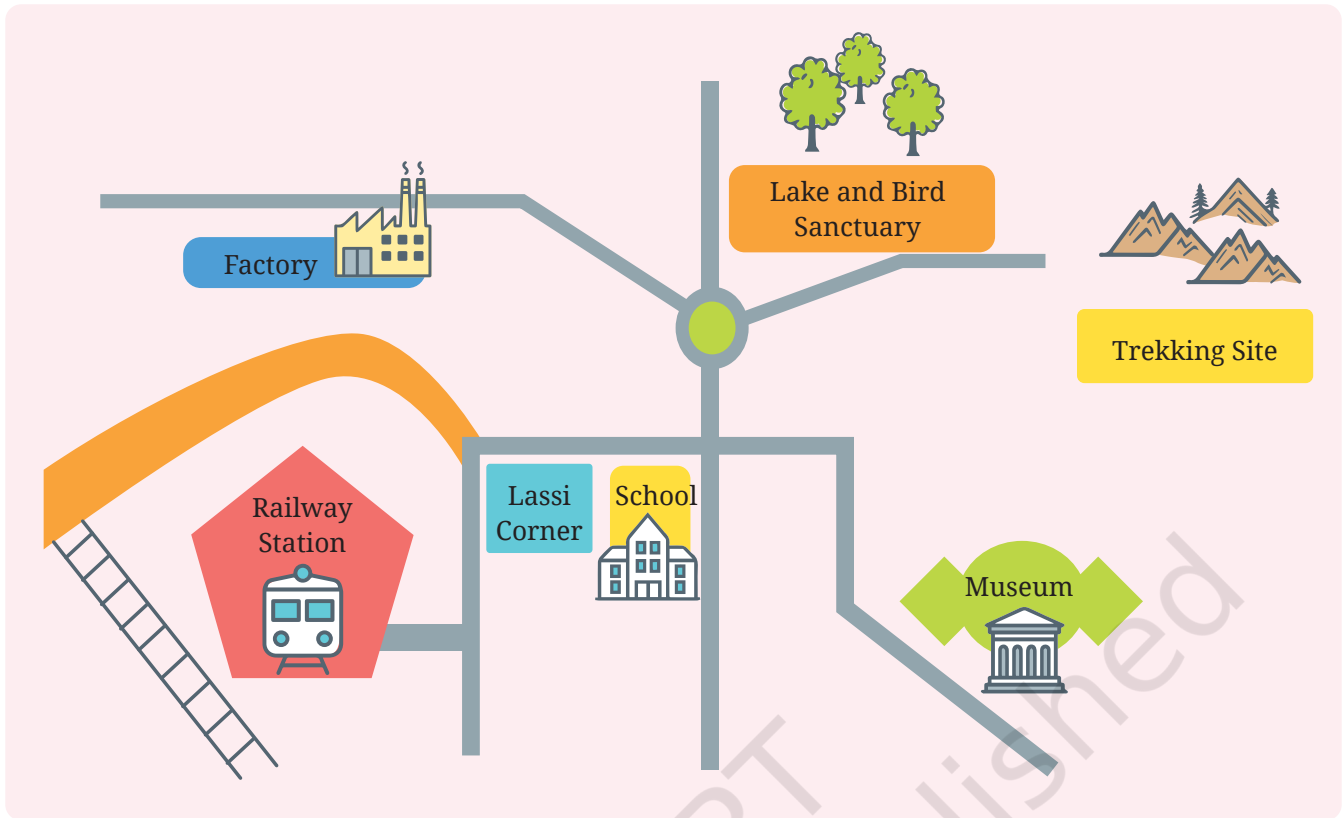 Lake and Bird
Sanctuary
Factory
Trekking Site
Lassi
Corner
School
Railway
Station
Museum